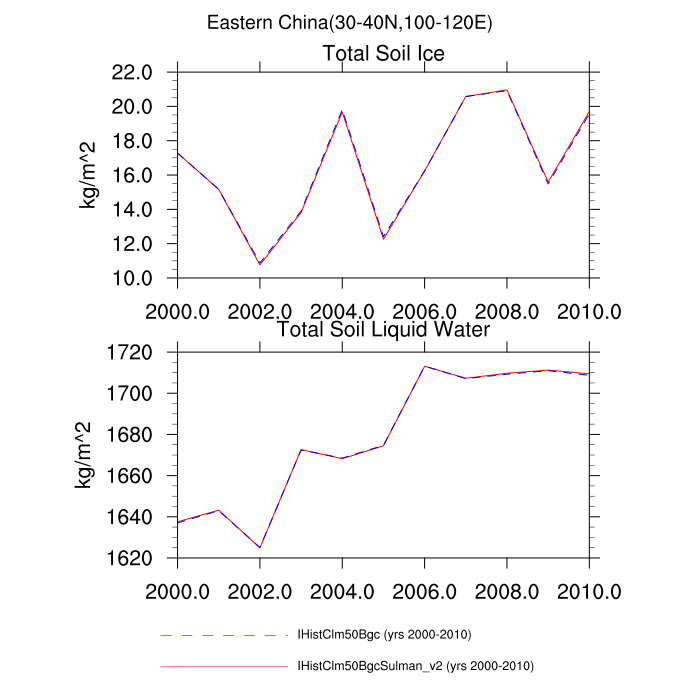 Eastern China(30-40N,100-120E)
Total Soil Ice
kg/m^2
22.0
20.0
18.0
16.0
14.0
12.0
10.0
2000.0 2002.0 2004.0 2006.0 2008.0 2010.0
Total Soil Liquid Water
kg/m^2
1720
1700
1680
1660
1640
1620
2000.0 2002.0 2004.0 2006.0 2008.0 2010.0
IHistClm50Bgc (yrs 2000-2010)
IHistClm50BgcSulman_v2 (yrs 2000-2010)